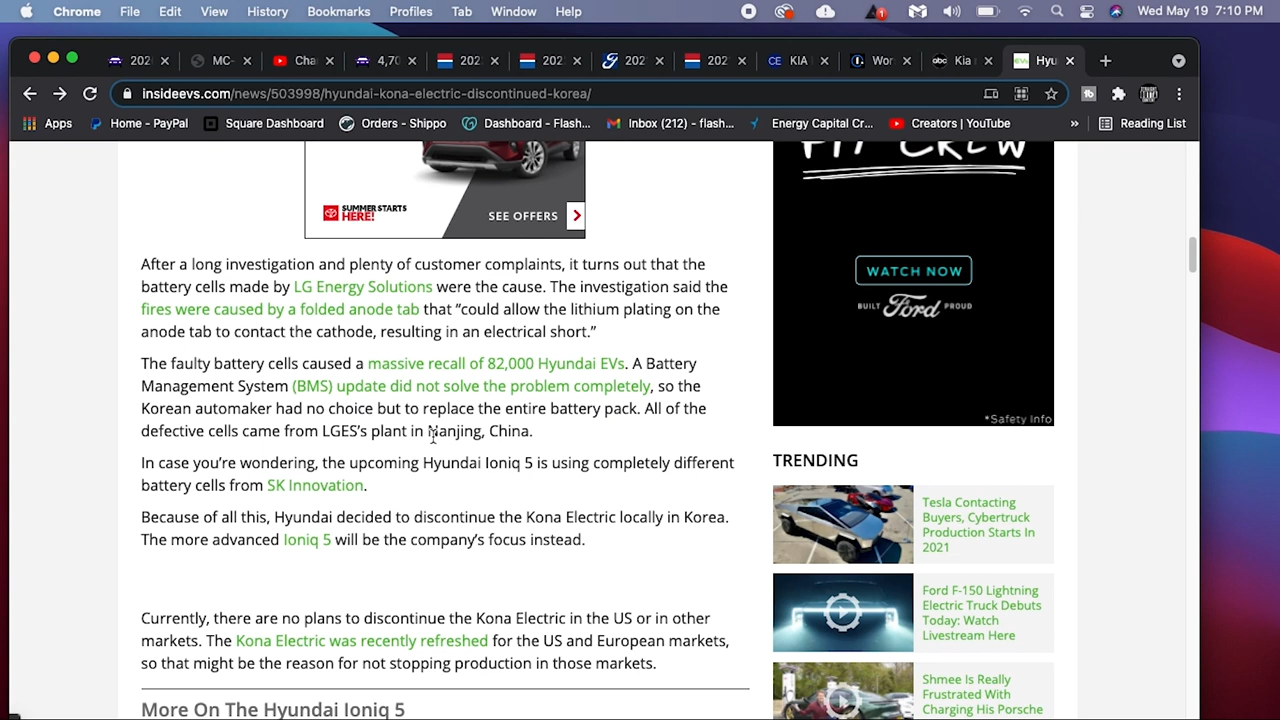 Chrome File Edit View History Bookmarks Profiles Tab Window Help Wed May 19 7:10 PM
202 MC- Cha 4,70 202 202 202 202 KIA Wor Kia Hyu
insideevs.com/news/503998/hyundai-kona-electric-discontinued-korea/
Apps Home - PayPal Square Dashboard Orders - Shippo Dashboard - Flash... Inbox (212) - flash... Energy Capital Cr... Creators | YouTube » Reading List
SUMMER STARTS
HERE!
SEE OFFERS
After a long investigation and plenty of customer complaints, it turns out that the
battery cells made by LG Energy Solutions were the cause. The investigation said the
fires were caused by a folded anode tab that “could allow the lithium plating on the
anode tab to contact the cathode, resulting in an electrical short.”
The faulty battery cells caused a massive recall of 82,000 Hyundai EVs. A Battery
Management System (BMS) update did not solve the problem completely, so the
Korean automaker had no choice but to replace the entire battery pack. All of the
defective cells came from LGES’s plant in Nanjing, China.
In case you’re wondering, the upcoming Hyundai Ioniq 5 is using completely different
battery cells from SK Innovation.
Because of all this, Hyundai decided to discontinue the Kona Electric locally in Korea.
The more advanced Ioniq 5 will be the company’s focus instead.
Currently, there are no plans to discontinue the Kona Electric in the US or in other
markets. The Kona Electric was recently refreshed for the US and European markets,
so that might be the reason for not stopping production in those markets.
More On The Hyundai Ioniq 5
PIT CREW
WATCH NOW
BUILT Ford PROUD
*Safety Info
TRENDING
Tesla Contacting
Buyers, Cybertruck
Production Starts In
2021
Ford F-150 Lightning
Electric Truck Debuts
Today: Watch
Livestream Here
Shmee Is Really
Frustrated With
Charging His Porsche